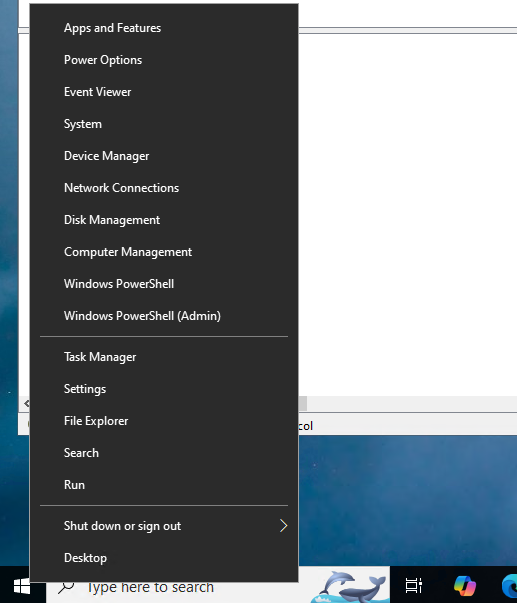 Apps and Features
Power Options
Event Viewer
System
Device Manager
Network Connections
Disk Management
Computer Management
Windows PowerShell
Windows PowerShell (Admin)
Task Manager
Settings
File Explorer
col
Search
Run
Shut down or sign out
Desktop
Type here to search